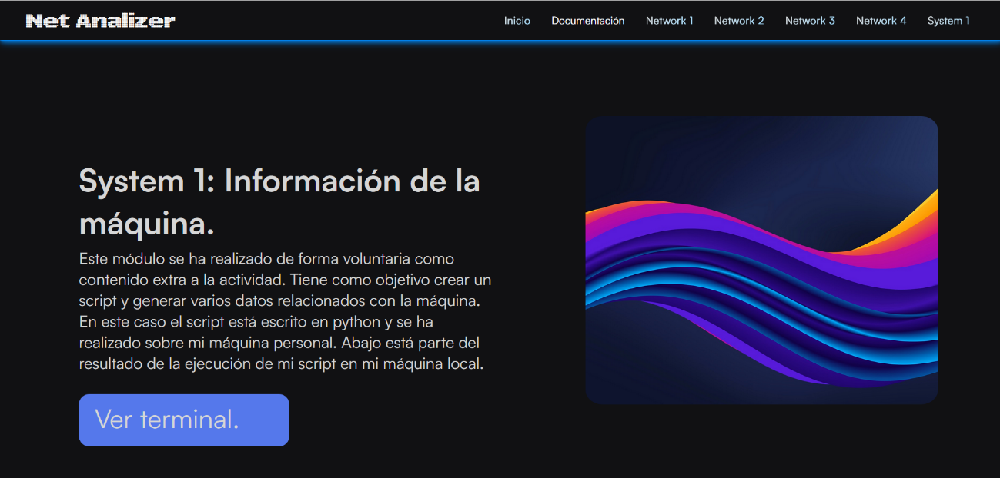 Net Analizer
Inicio Documentación Network 1 Network 2 Network 3 Network 4 System 1
System 1: Información de la
máquina.
Este módulo se ha realizado de forma voluntaria como
contenido extra a la actividad. Tiene como objetivo crear un
script y generar varios datos relacionados con la máquina.
En este caso el script está escrito en python y se ha
realizado sobre mi máquina personal. Abajo está parte del
resultado de la ejecución de mi script en mi máquina local.
Ver terminal.